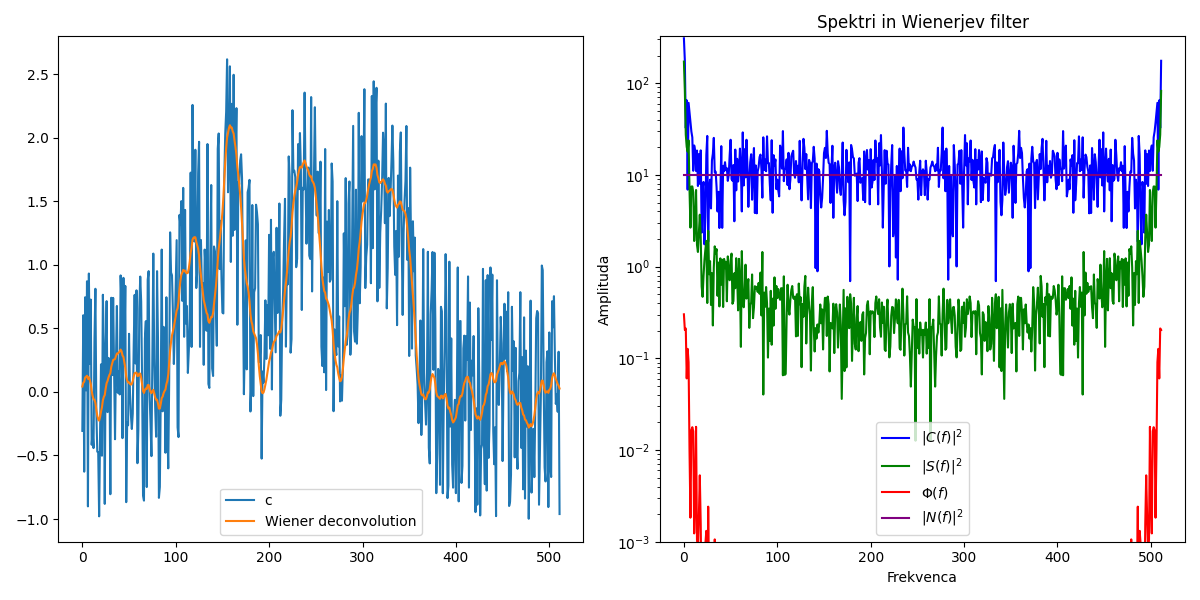 2.5
2.0
1.5
1.0
0.5
0.0
−0.5
−1.0
0 100 200 300 400 500
c
Wiener deconvolution
Spektri in Wienerjev filter
Amplituda
10²
10¹
10⁰
10⁻¹
10⁻²
10⁻³
|C(f)|²
|S(f)|²
Φ(f)
|N(f)|²
0 100 200 300 400 500
Frekvenca